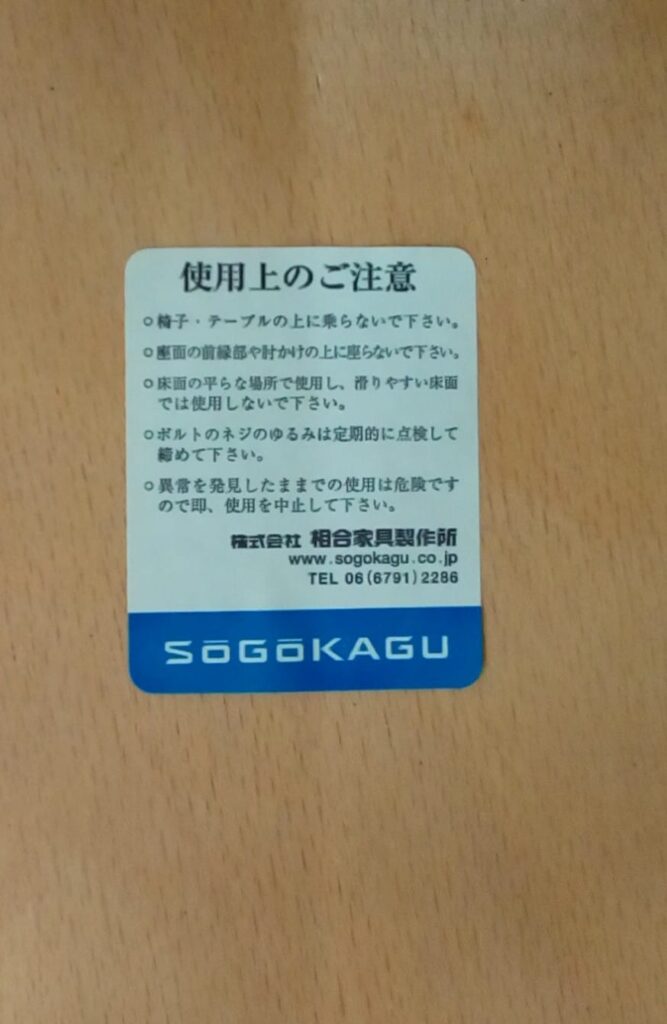 使用上のご注意
○椅子・テーブルの上に乗らないで下さい。
○座面の前縁部や肘かけの上に座らないで下さい。
○床面の平らな場所で使用し、滑りやすい床面
では使用しないで下さい。
○ボルトのネジのゆるみは定期的に点検して
締めて下さい。
○異常を発見したままでの使用は危険です
ので即、使用を中止して下さい。
株式会社 相合家具製作所
www.sogokagu.co.jp
TEL 06(6791)2286
SōGōKAGU